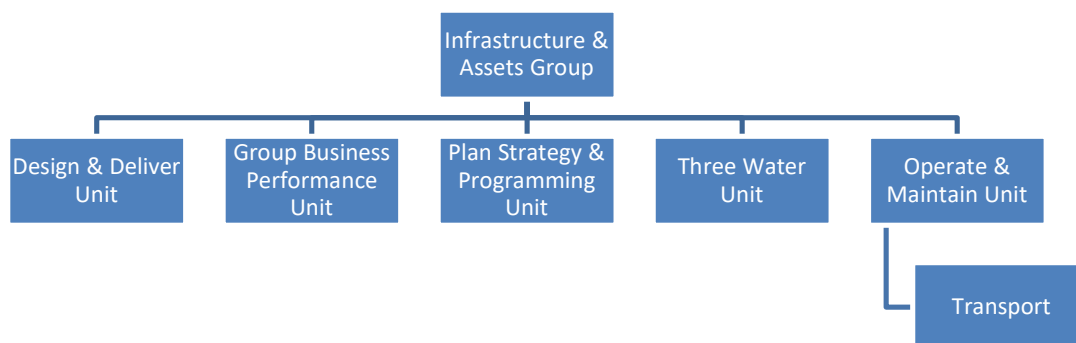 Infrastructure &
Assets Group
Design & Deliver
Unit
Group Business
Performance
Unit
Plan Strategy &
Programming
Unit
Three Water
Unit
Operate &
Maintain Unit
Transport